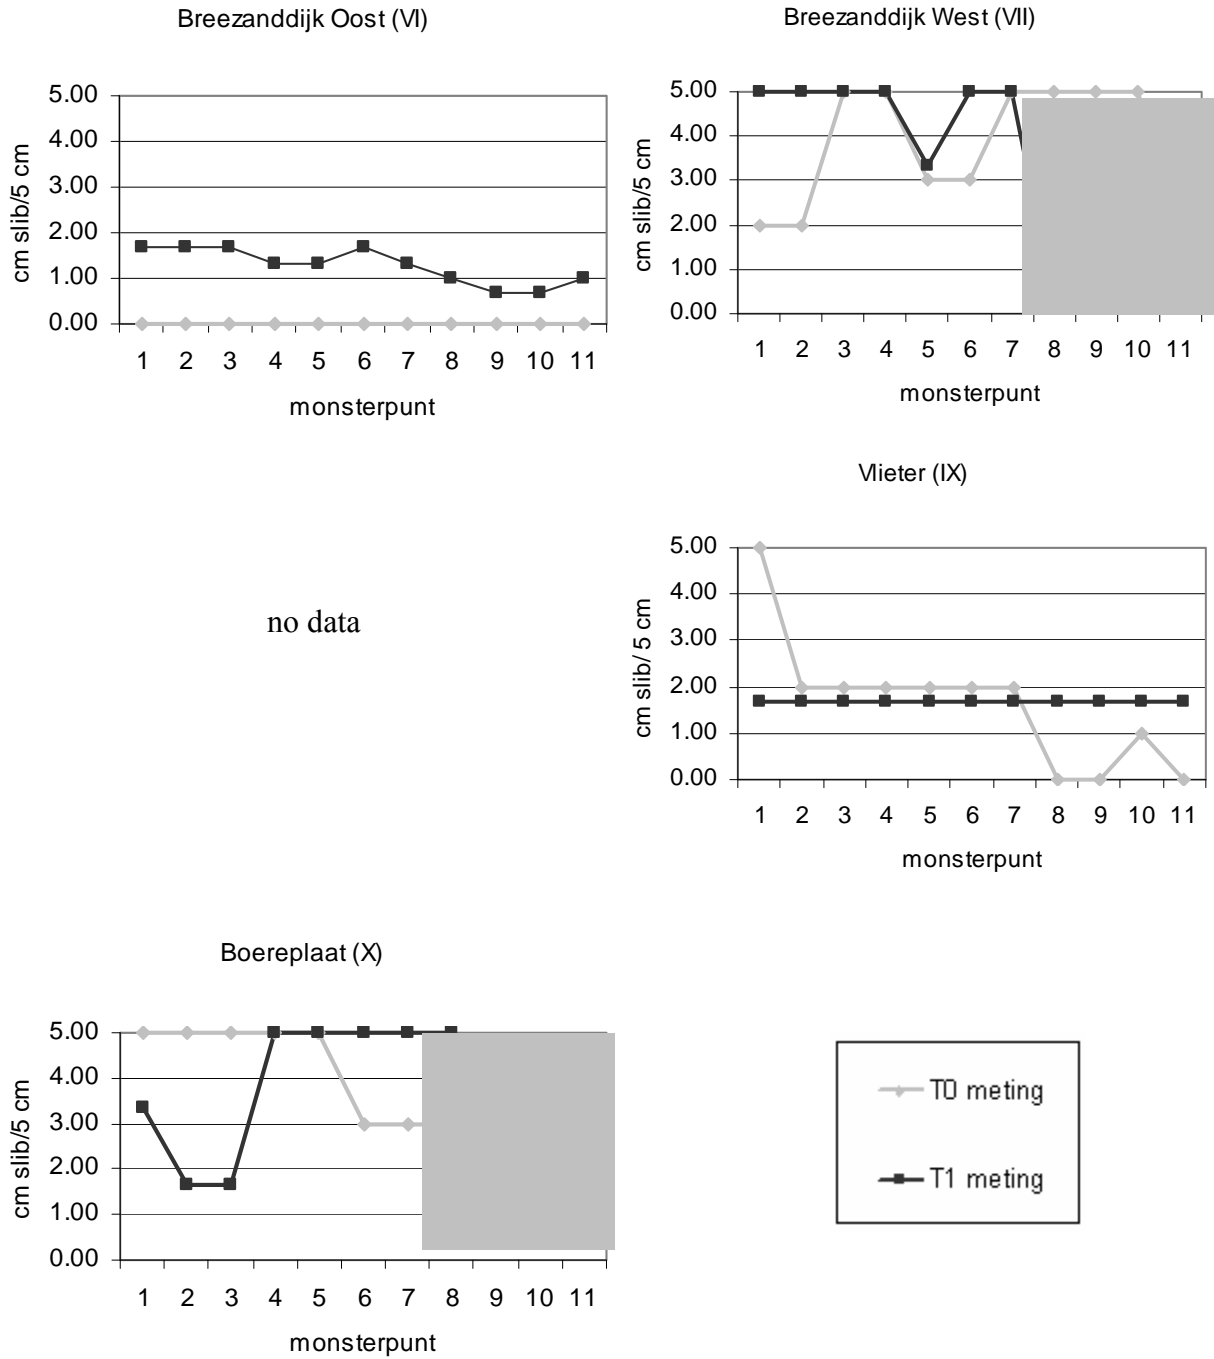 Breezanddijk Oost (VI)
5.00
4.00
3.00
2.00
1.00
0.00
cm slib/5 cm
1 2 3 4 5 6 7 8 9 10 11
monsterpunt
Breezanddijk West (VII)
5.00
4.00
3.00
2.00
1.00
0.00
cm slib/5 cm
1 2 3 4 5 6 7 8 9 10 11
monsterpunt
no data
Vlieter (IX)
5.00
4.00
3.00
2.00
1.00
0.00
cm slib/ 5 cm
1 2 3 4 5 6 7 8 9 10 11
monsterpunt
Boereplaat (X)
5.00
4.00
3.00
2.00
1.00
0.00
cm slib/5 cm
1 2 3 4 5 6 7 8 9 10 11
monsterpunt
T0 meting
T1 meting